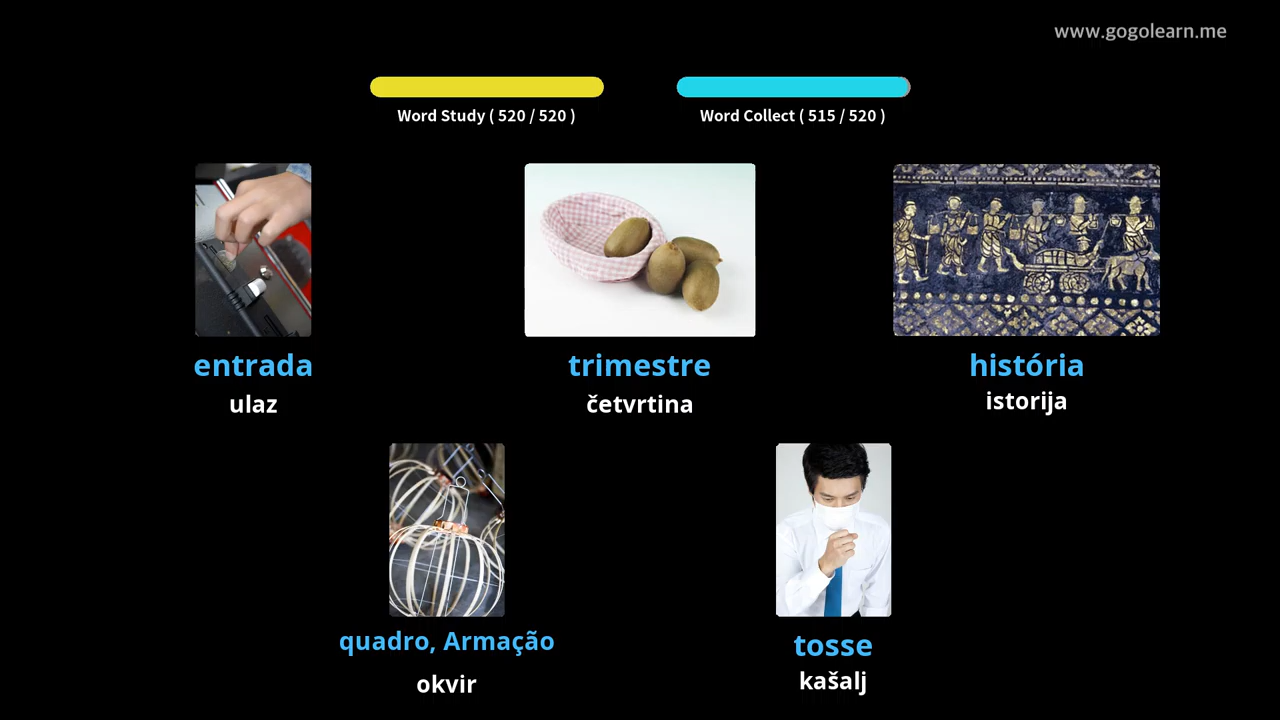 www.gogolearn.me
Word Study ( 520 / 520 )
Word Collect ( 515 / 520 )
entrada
ulaz
trimestre
četvrtina
história
istorija
quadro, Armação
okvir
tosse
kašalj